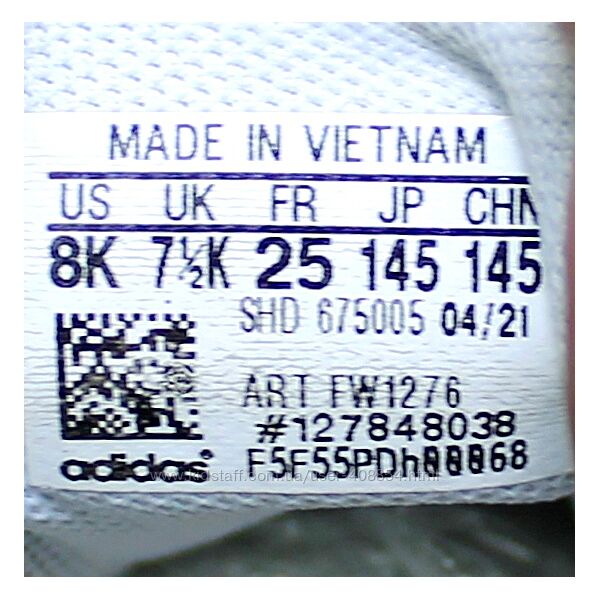 MADE IN VIETNAM
US UK FR JP CHN
8K 7½K 25 145 145
SHD 675005 04/21
ART FW1276
#127848038
adidas